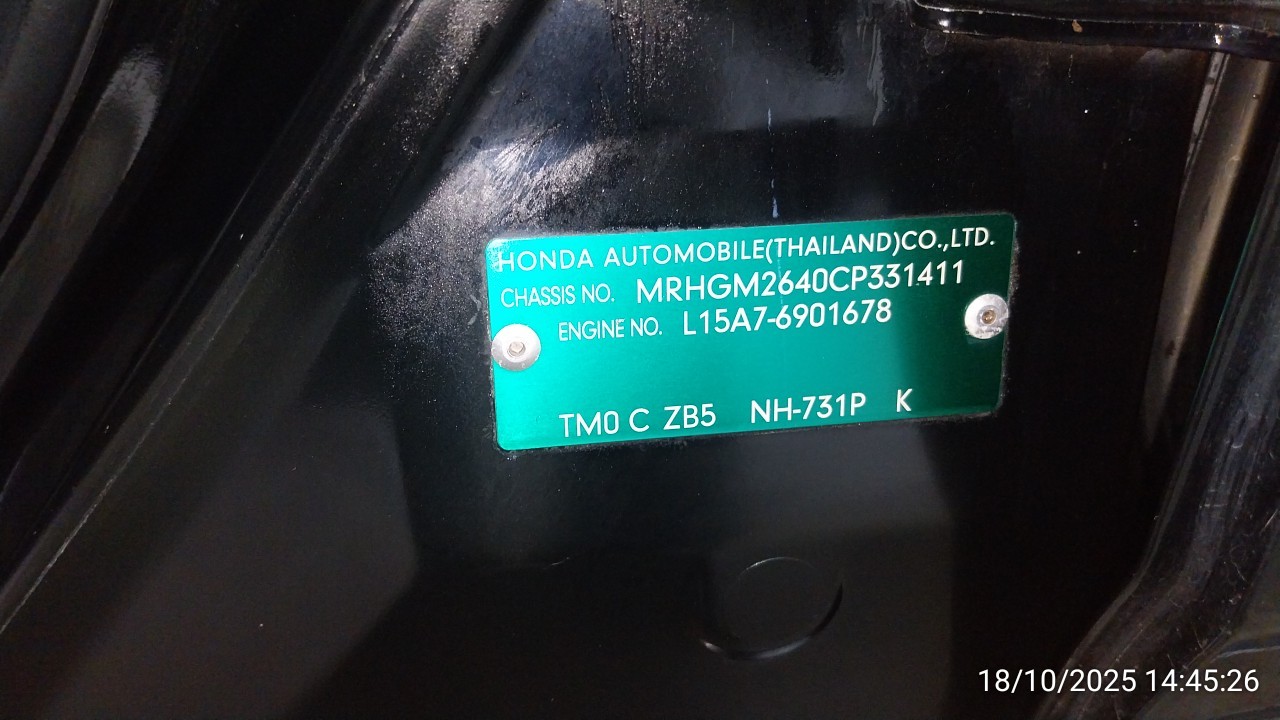 HONDA AUTOMOBILE(THAILAND)CO.,LTD.
CHASSIS NO. MRHGM2640CP331411
ENGINE NO. L15A7-6901678
TM0 C ZB5 NH-731P K
18/10/2025 14:45:26